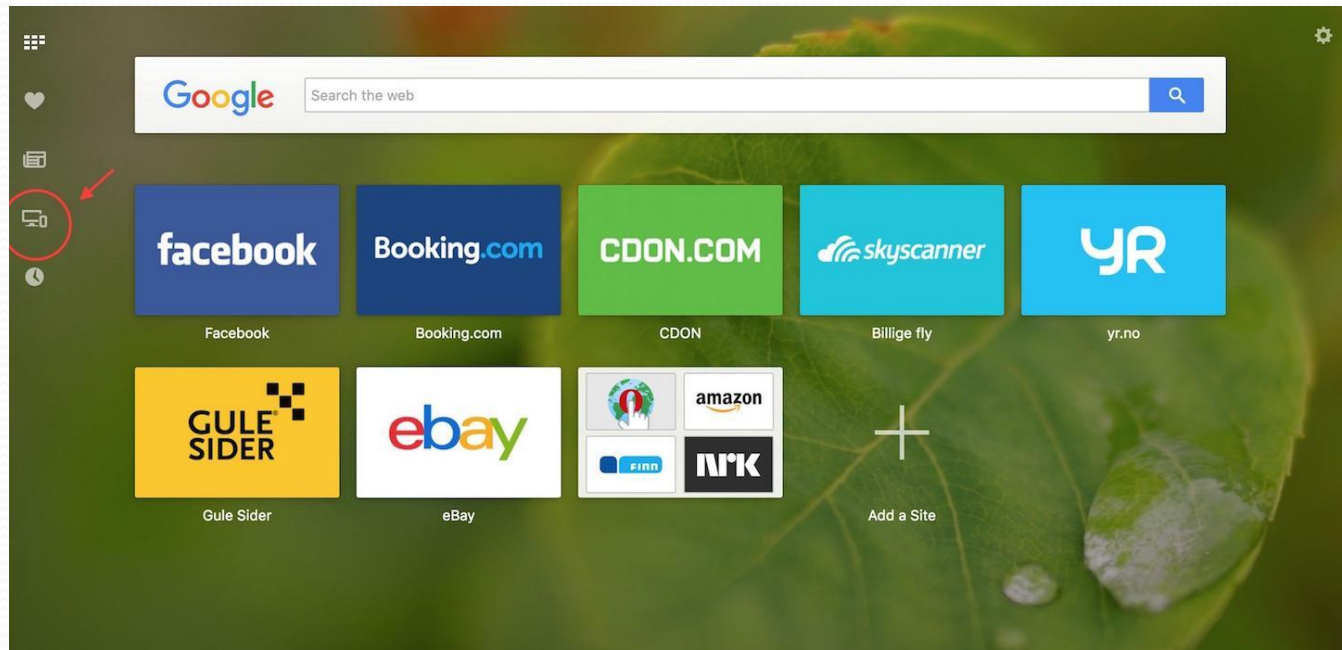 Google
Search the web
facebook
Booking.com
CDON.COM
skyscanner
YR
Facebook
Booking.com
CDON
Billige fly
yr.no
GULE
SIDER
ebay
amazon
FINN
NRK
Gule Sider
eBay
Add a Site